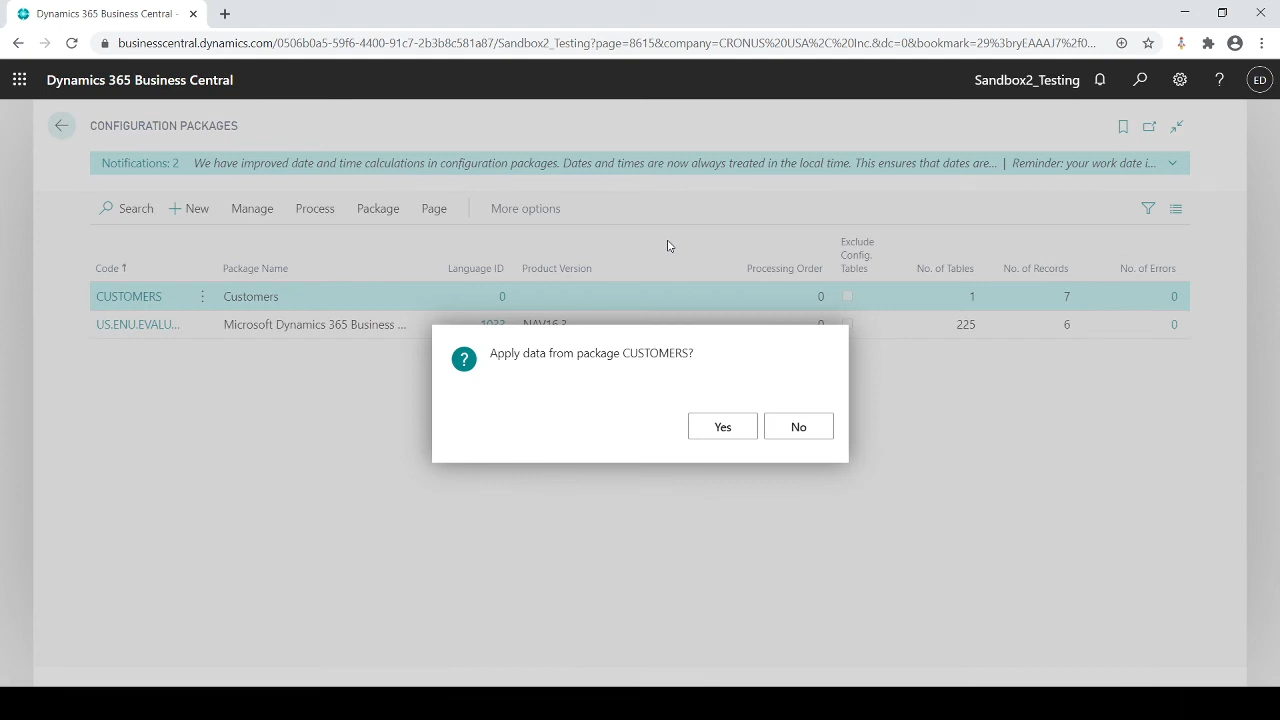 Dynamics 365 Business Central -
businesscentral.dynamics.com/0506b0a5-59f6-4400-91c7-2b3b8c581a87/Sandbox2_Testing?page=8615&company=CRONUS%20USA%2C%20Inc.&dc=0&bookmark=29%3bryEAAAJ7%2f0...
Dynamics 365 Business Central
Sandbox2_Testing
?
ED
CONFIGURATION PACKAGES
Notifications: 2 We have improved date and time calculations in configuration packages. Dates and times are now always treated in the local time. This ensures that dates are... | Reminder: your work date i...
Search New Manage Process Package Page More options
Code ↑ Package Name Language ID Product Version Processing Order Exclude Config. Tables No. of Tables No. of Records No. of Errors
CUSTOMERS Customers 0 0 1 7 0
US.ENU.EVALU... Microsoft Dynamics 365 Business ... 1033 NAV16.2 0 225 6 0
? Apply data from package CUSTOMERS?
Yes No